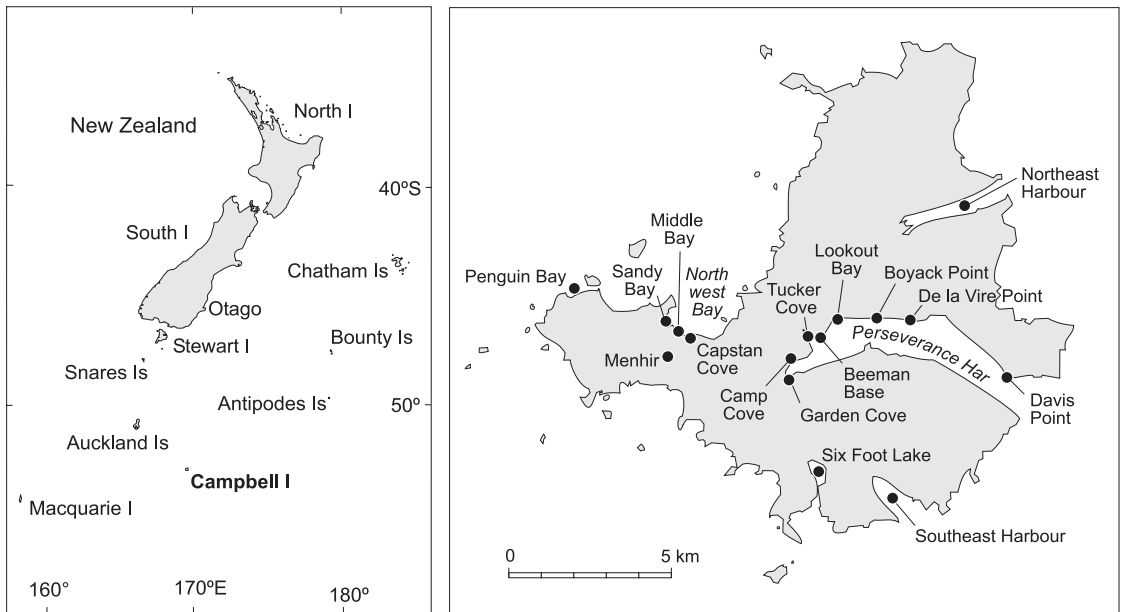 North I
New Zealand
40ºS
South I
Chatham Is
Otago
Bounty Is
Stewart I
Snares Is
Antipodes Is
50º
Auckland Is
Campbell I
Macquarie I
160°
170ºE
180º
Northeast
Harbour
Middle
Bay
Lookout
Bay
Penguin Bay
Sandy
Bay
North
west
Bay
Boyack Point
Tucker
Cove
De la Vire Point
Perseverance Har
Menhir
Capstan
Cove
Camp
Cove
Beeman
Base
Garden Cove
Davis
Point
Six Foot Lake
Southeast Harbour
0
5 km